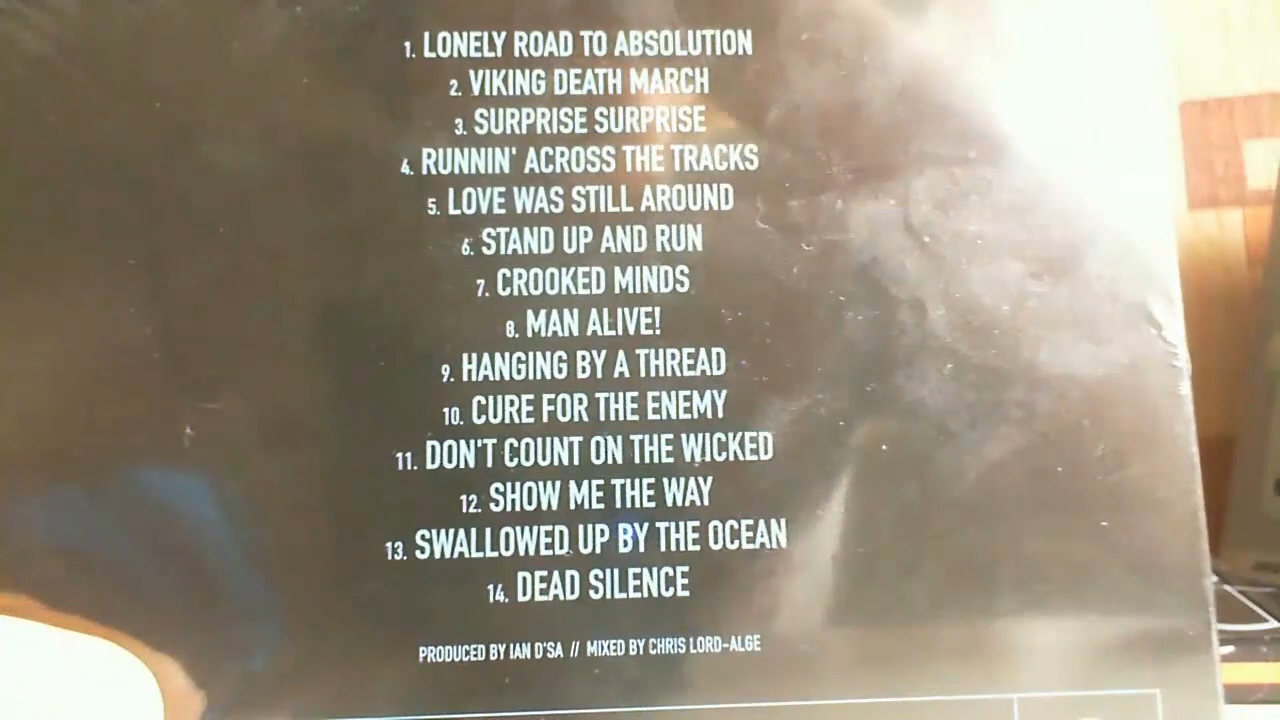 1. LONELY ROAD TO ABSOLUTION
2. VIKING DEATH MARCH
3. SURPRISE SURPRISE
4. RUNNIN' ACROSS THE TRACKS
5. LOVE WAS STILL AROUND
6. STAND UP AND RUN
7. CROOKED MINDS
8. MAN ALIVE!
9. HANGING BY A THREAD
10. CURE FOR THE ENEMY
11. DON'T COUNT ON THE WICKED
12. SHOW ME THE WAY
13. SWALLOWED UP BY THE OCEAN
14. DEAD SILENCE
PRODUCED BY IAN D'SA // MIXED BY CHRIS LORD-ALGE